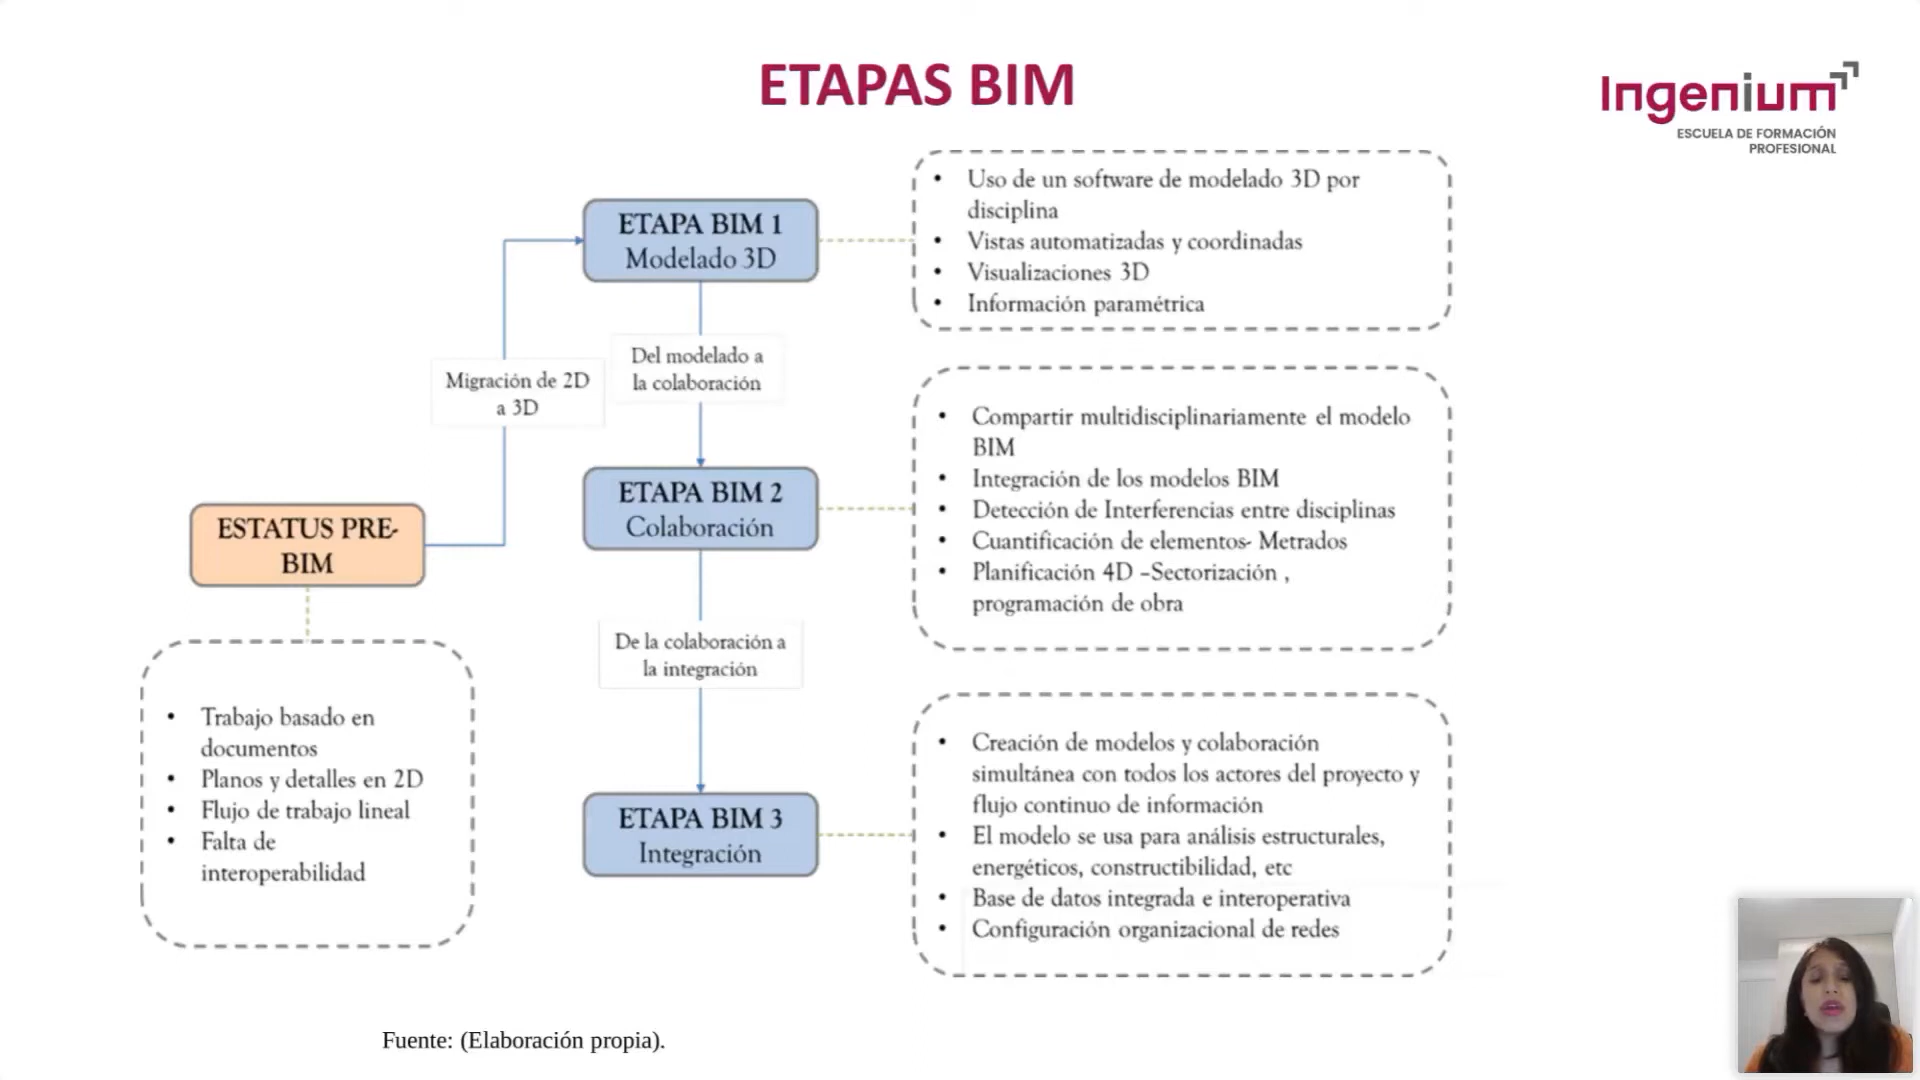 ETAPAS BIM
Ingenium
ESCUELA DE FORMACIÓN
PROFESIONAL
ETAPA BIM 1
Modelado 3D
• Uso de un software de modelado 3D por
disciplina
• Vistas automatizadas y coordinadas
• Visualizaciones 3D
• Información paramétrica
Migración de 2D
a 3D
Del modelado a
la colaboración
ETAPA BIM 2
Colaboración
• Compartir multidisciplinariamente el modelo
BIM
• Integración de los modelos BIM
• Detección de Interferencias entre disciplinas
• Cuantificación de elementos- Metrados
• Planificación 4D –Sectorización ,
programación de obra
ESTATUS PRE-
BIM
• Trabajo basado en
documentos
• Planos y detalles en 2D
• Flujo de trabajo lineal
• Falta de
interoperabilidad
De la colaboración a
la integración
ETAPA BIM 3
Integración
• Creación de modelos y colaboración
simultánea con todos los actores del proyecto y
flujo continuo de información
• El modelo se usa para análisis estructurales,
energéticos, constructibilidad, etc
• Base de datos integrada e interoperativa
• Configuración organizacional de redes
Fuente: (Elaboración propia).